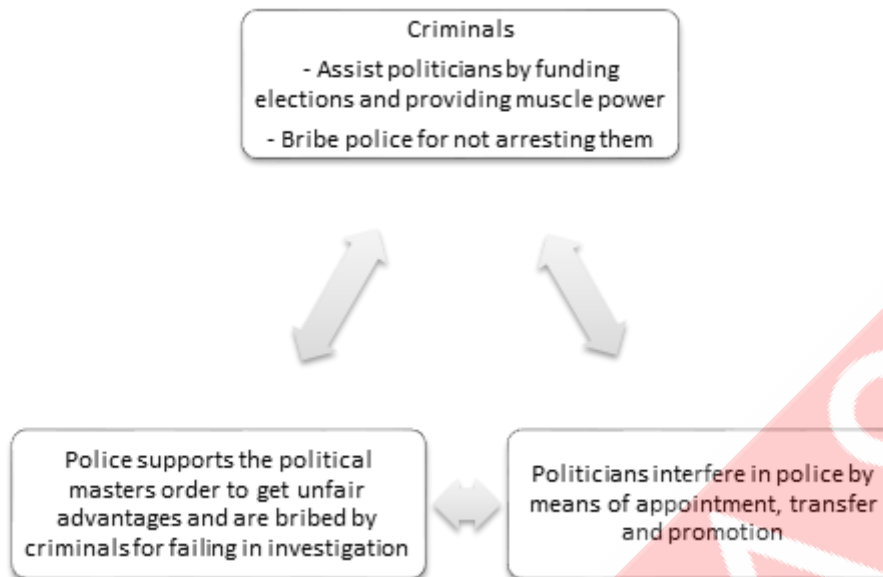 Criminals
- Assist politicians by funding
elections and providing muscle power
- Bribe police for not arresting them
Police supports the political
masters order to get unfair
advantages and are bribed by
criminals for failing in investigation
Politicians interfere in police by
means of appointment, transfer
and promotion